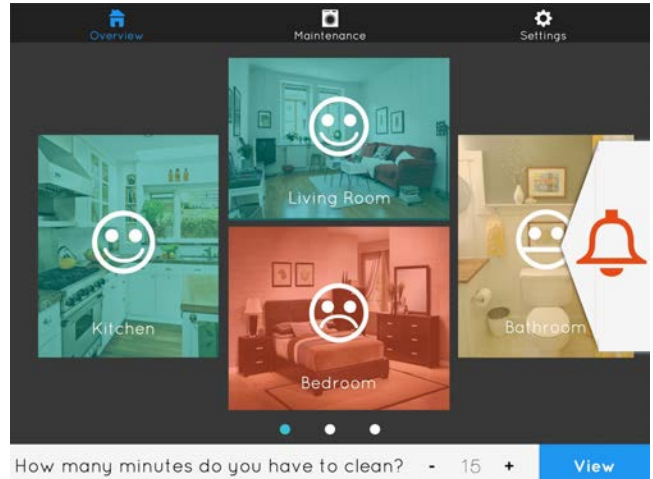 Overview
Maintenance
Settings
Living Room
Kitchen
Bathroom
Bedroom
How many minutes do you have to clean? - 15 + View